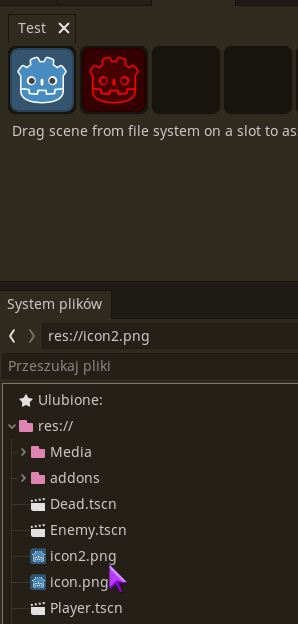 Test
Drag scene from file system on a slot to as
System plików
res://icon2.png
Przeszukaj pliki
Ulubione:
res://
Media
addons
Dead.tscn
Enemy.tscn
icon2.png
icon.png
Player.tscn